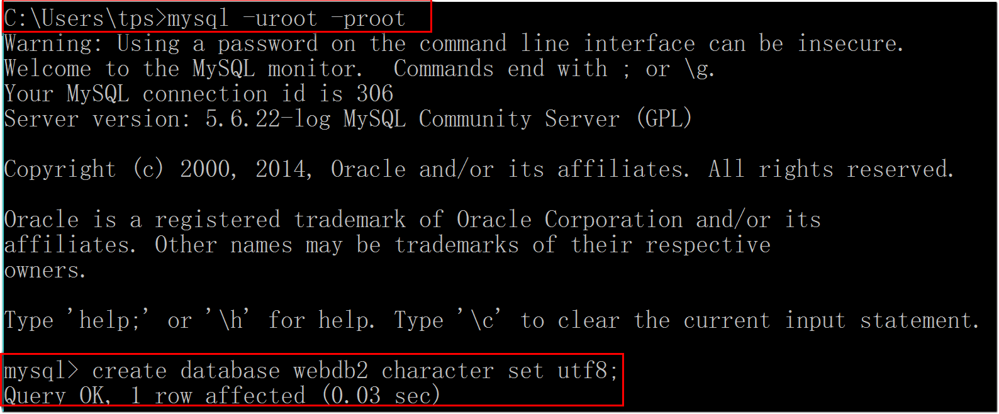 C:\Users\tps>mysql -uroot -proot
Warning: Using a password on the command line interface can be insecure.
Welcome to the MySQL monitor.  Commands end with ; or \g.
Your MySQL connection id is 306
Server version: 5.6.22-log MySQL Community Server (GPL)
Copyright (c) 2000, 2014, Oracle and/or its affiliates. All rights reserved.
Oracle is a registered trademark of Oracle Corporation and/or its
affiliates. Other names may be trademarks of their respective
owners.
Type 'help;' or '\h' for help. Type '\c' to clear the current input statement.
mysql> create database webdb2 character set utf8;
Query OK, 1 row affected (0.03 sec)